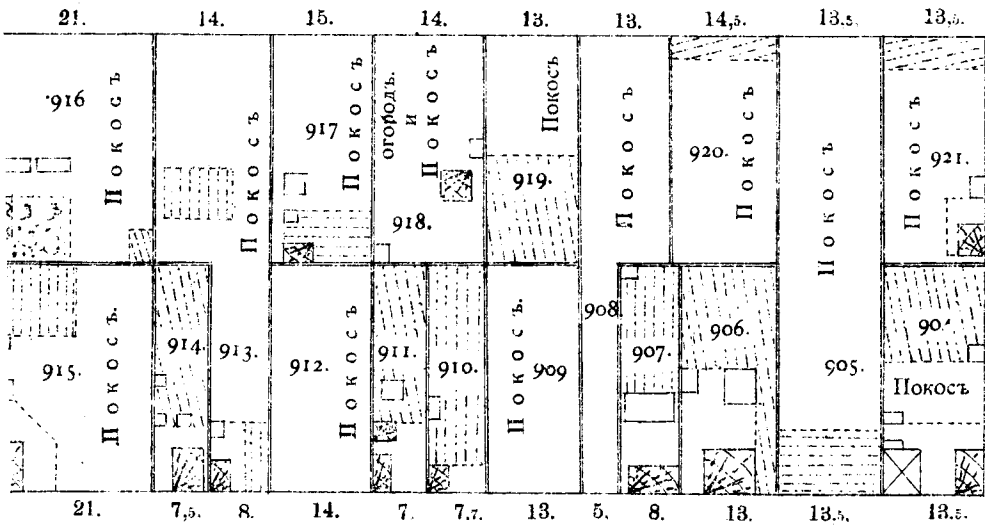 21. 14. 15. 14. 13. 13. 14,5. 13.5. 13,5.
916
Покосъ
Покосъ
917
Покосъ
огородъ.
и
Покосъ
918.
Покосъ
919.
Покосъ
920.
Покосъ
Покосъ
Покосъ
921.
915.
Покосъ.
914.
913.
912.
Покосъ
911.
910.
Покосъ.
909
908
907.
906.
905.
Покосъ
21. 7,5. 8. 14. 7. 7,7. 13. 5. 8. 13. 13.5. 13.5.